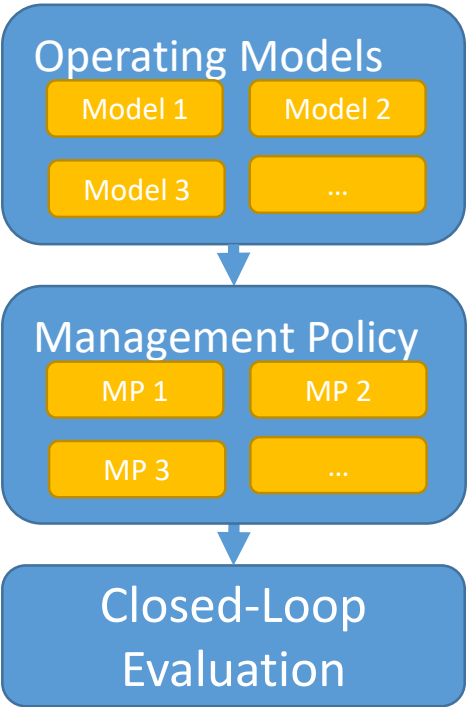 Operating Models
Model 1
Model 2
Model 3
...
Management Policy
MP 1
MP 2
MP 3
...
Closed-Loop
Evaluation